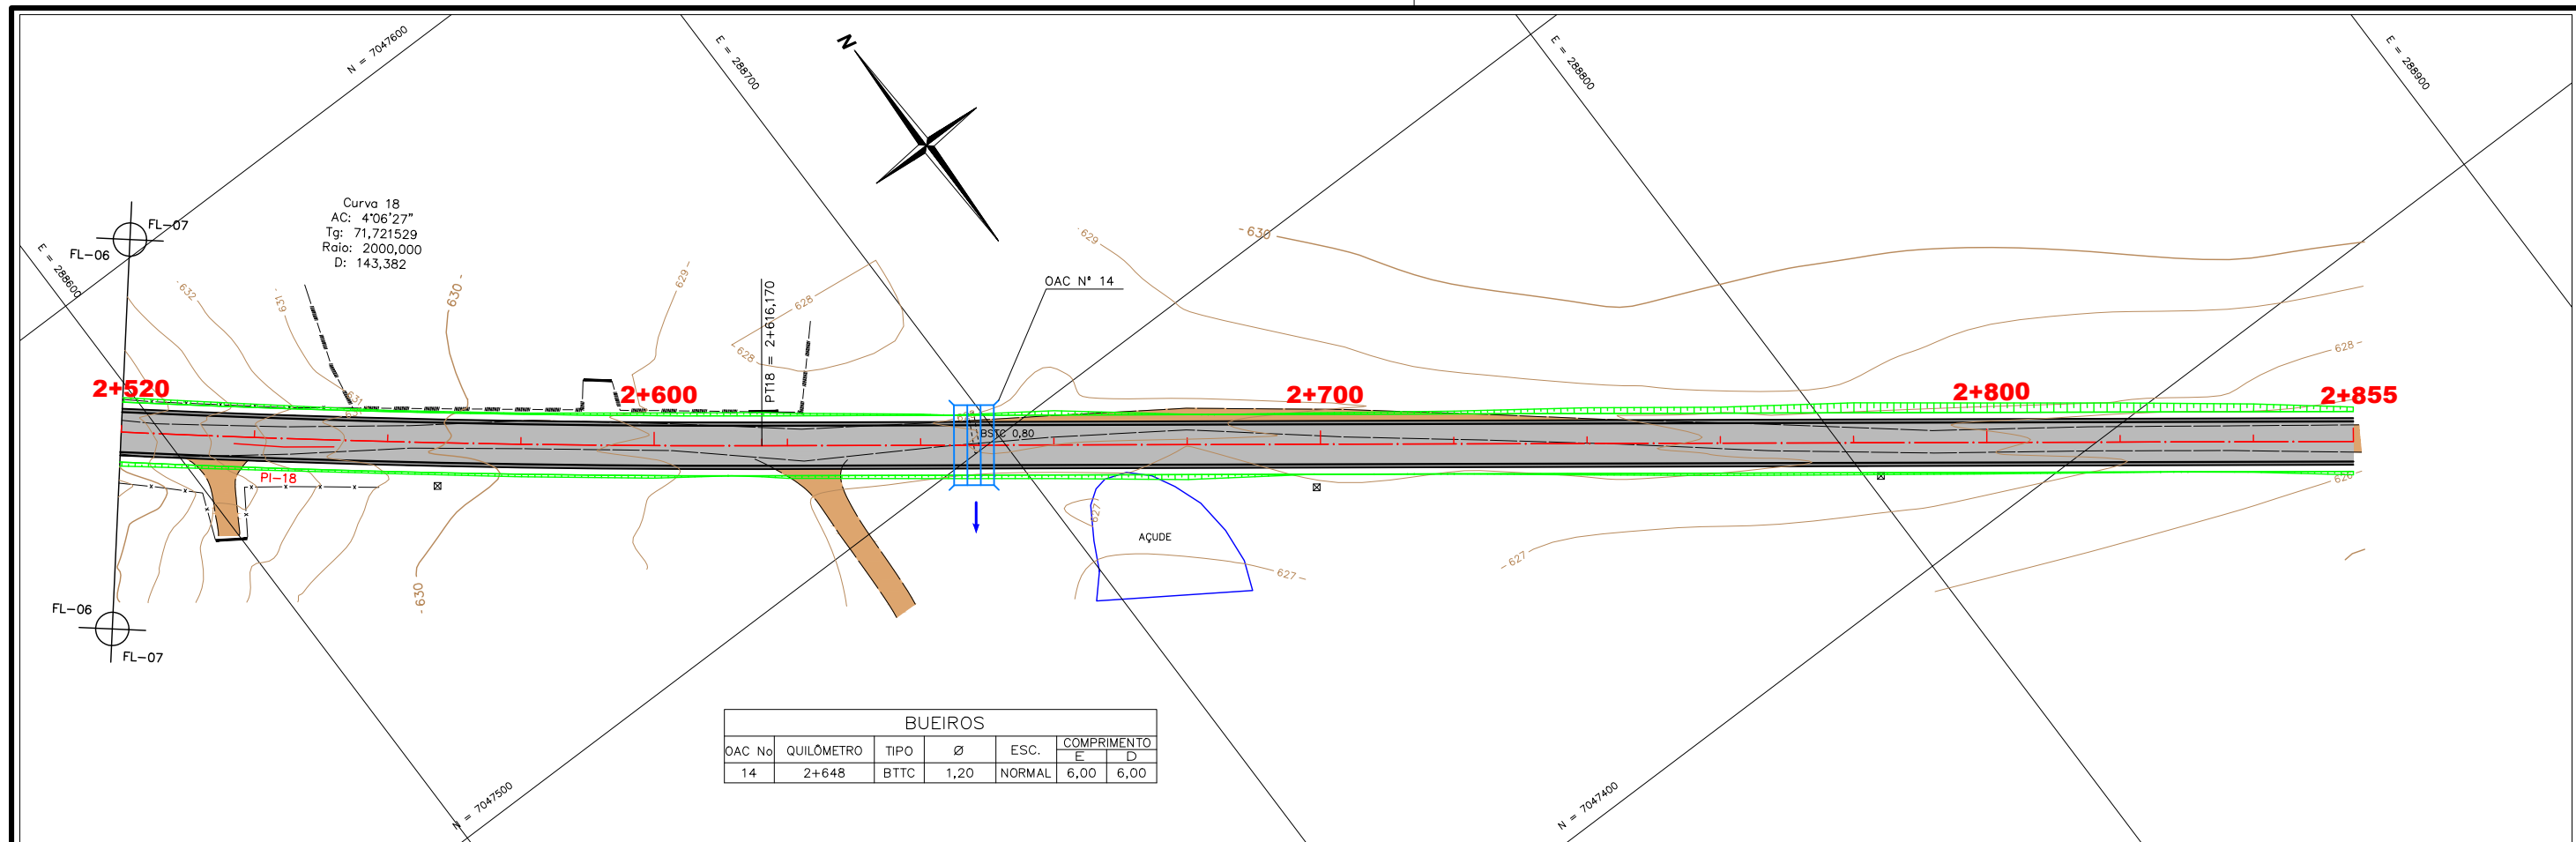 N = 7047600
E = 288700
N
E = 288800
E = 288900
Curva 18
AC: 4°06'27"
Tg: 71,721529
Raio: 2000,000
D: 143,382
FL-07
FL-06
E = 288600
632
631
630
629
628
628
PT18 = 2+616,170
OAC N° 14
629
630
628
2+520
631
2+600
2+700
2+800
2+855
BSTC 0,80
PI-18
627
AÇUDE
627
627
626
630
FL-06
FL-07
BUEIROS
OAC No QUILÔMETRO TIPO Ø ESC. COMPRIMENTO
E D
14 2+648 BTTC 1,20 NORMAL 6,00 6,00
N = 7047500
N = 7047400